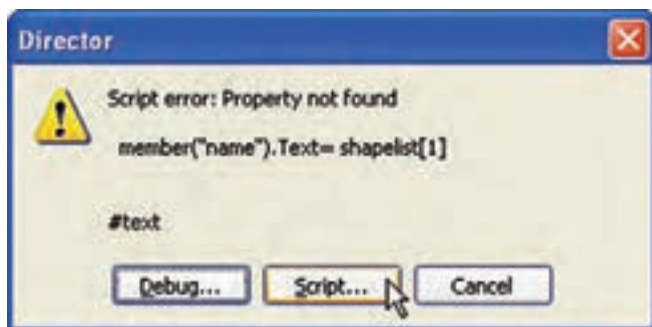 Director
Script error: Property not found
member("name").Text= shapelist[1]
#text
Debug... Script... Cancel